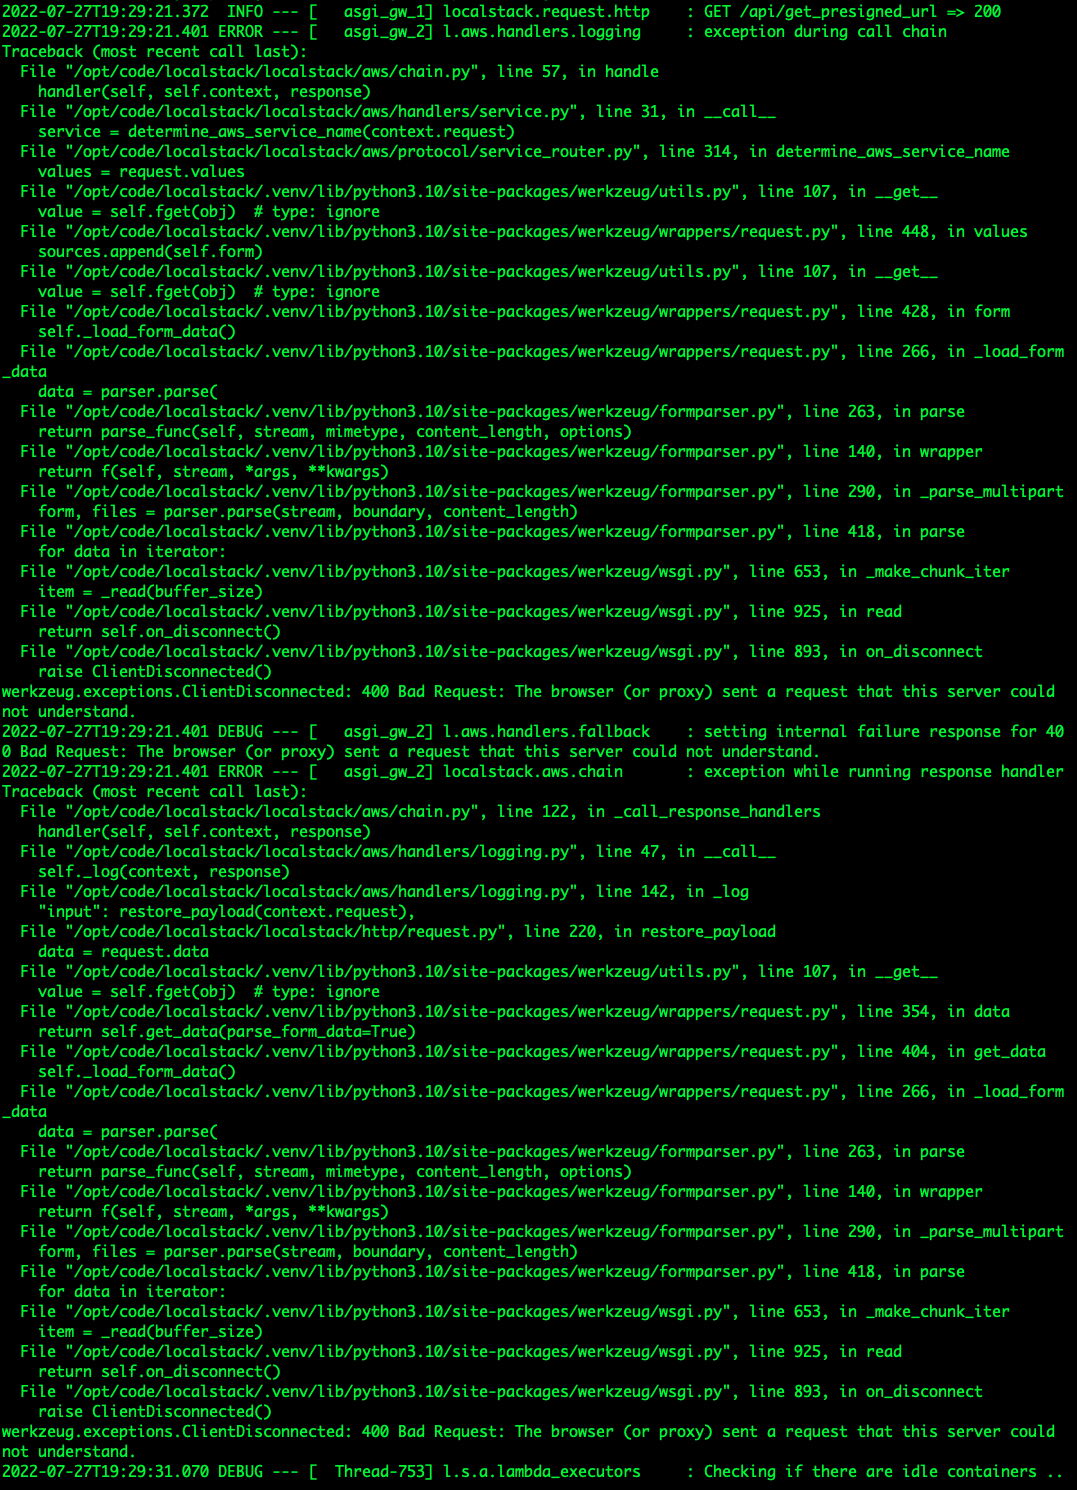 2022-07-27T19:29:21.372  INFO --- [   asgi_gw_1] localstack.request.http    : GET /api/get_presigned_url => 200
2022-07-27T19:29:21.401 ERROR --- [   asgi_gw_2] l.aws.handlers.logging     : exception during call chain
Traceback (most recent call last):
  File "/opt/code/localstack/localstack/aws/chain.py", line 57, in handle
    handler(self, self.context, response)
  File "/opt/code/localstack/localstack/aws/handlers/service.py", line 31, in __call__
    service = determine_aws_service_name(context.request)
  File "/opt/code/localstack/localstack/aws/protocol/service_router.py", line 314, in determine_aws_service_name
    values = request.values
  File "/opt/code/localstack/.venv/lib/python3.10/site-packages/werkzeug/utils.py", line 107, in __get__
    value = self.fget(obj)  # type: ignore
  File "/opt/code/localstack/.venv/lib/python3.10/site-packages/werkzeug/wrappers/request.py", line 448, in values
    sources.append(self.form)
  File "/opt/code/localstack/.venv/lib/python3.10/site-packages/werkzeug/utils.py", line 107, in __get__
    value = self.fget(obj)  # type: ignore
  File "/opt/code/localstack/.venv/lib/python3.10/site-packages/werkzeug/wrappers/request.py", line 428, in form
    self._load_form_data()
  File "/opt/code/localstack/.venv/lib/python3.10/site-packages/werkzeug/wrappers/request.py", line 266, in _load_form
_data
    data = parser.parse(
  File "/opt/code/localstack/.venv/lib/python3.10/site-packages/werkzeug/formparser.py", line 263, in parse
    return parse_func(self, stream, mimetype, content_length, options)
  File "/opt/code/localstack/.venv/lib/python3.10/site-packages/werkzeug/formparser.py", line 140, in wrapper
    return f(self, stream, *args, **kwargs)
  File "/opt/code/localstack/.venv/lib/python3.10/site-packages/werkzeug/formparser.py", line 290, in _parse_multipart
    form, files = parser.parse(stream, boundary, content_length)
  File "/opt/code/localstack/.venv/lib/python3.10/site-packages/werkzeug/formparser.py", line 418, in parse
    for data in iterator:
  File "/opt/code/localstack/.venv/lib/python3.10/site-packages/werkzeug/wsgi.py", line 653, in _make_chunk_iter
    item = _read(buffer_size)
  File "/opt/code/localstack/.venv/lib/python3.10/site-packages/werkzeug/wsgi.py", line 925, in read
    return self.on_disconnect()
  File "/opt/code/localstack/.venv/lib/python3.10/site-packages/werkzeug/wsgi.py", line 893, in on_disconnect
    raise ClientDisconnected()
werkzeug.exceptions.ClientDisconnected: 400 Bad Request: The browser (or proxy) sent a request that this server could
not understand.
2022-07-27T19:29:21.401 DEBUG --- [   asgi_gw_2] l.aws.handlers.fallback    : setting internal failure response for 40
0 Bad Request: The browser (or proxy) sent a request that this server could not understand.
2022-07-27T19:29:21.401 ERROR --- [   asgi_gw_2] localstack.aws.chain       : exception while running response handler
Traceback (most recent call last):
  File "/opt/code/localstack/localstack/aws/chain.py", line 122, in _call_response_handlers
    handler(self, self.context, response)
  File "/opt/code/localstack/localstack/aws/handlers/logging.py", line 47, in __call__
    self._log(context, response)
  File "/opt/code/localstack/localstack/aws/handlers/logging.py", line 142, in _log
    "input": restore_payload(context.request),
  File "/opt/code/localstack/localstack/http/request.py", line 220, in restore_payload
    data = request.data
  File "/opt/code/localstack/.venv/lib/python3.10/site-packages/werkzeug/utils.py", line 107, in __get__
    value = self.fget(obj)  # type: ignore
  File "/opt/code/localstack/.venv/lib/python3.10/site-packages/werkzeug/wrappers/request.py", line 354, in data
    return self.get_data(parse_form_data=True)
  File "/opt/code/localstack/.venv/lib/python3.10/site-packages/werkzeug/wrappers/request.py", line 404, in get_data
    self._load_form_data()
  File "/opt/code/localstack/.venv/lib/python3.10/site-packages/werkzeug/wrappers/request.py", line 266, in _load_form
_data
    data = parser.parse(
  File "/opt/code/localstack/.venv/lib/python3.10/site-packages/werkzeug/formparser.py", line 263, in parse
    return parse_func(self, stream, mimetype, content_length, options)
  File "/opt/code/localstack/.venv/lib/python3.10/site-packages/werkzeug/formparser.py", line 140, in wrapper
    return f(self, stream, *args, **kwargs)
  File "/opt/code/localstack/.venv/lib/python3.10/site-packages/werkzeug/formparser.py", line 290, in _parse_multipart
    form, files = parser.parse(stream, boundary, content_length)
  File "/opt/code/localstack/.venv/lib/python3.10/site-packages/werkzeug/formparser.py", line 418, in parse
    for data in iterator:
  File "/opt/code/localstack/.venv/lib/python3.10/site-packages/werkzeug/wsgi.py", line 653, in _make_chunk_iter
    item = _read(buffer_size)
  File "/opt/code/localstack/.venv/lib/python3.10/site-packages/werkzeug/wsgi.py", line 925, in read
    return self.on_disconnect()
  File "/opt/code/localstack/.venv/lib/python3.10/site-packages/werkzeug/wsgi.py", line 893, in on_disconnect
    raise ClientDisconnected()
werkzeug.exceptions.ClientDisconnected: 400 Bad Request: The browser (or proxy) sent a request that this server could
not understand.
2022-07-27T19:29:31.070 DEBUG --- [  Thread-753] l.s.a.lambda_executors     : Checking if there are idle containers ..